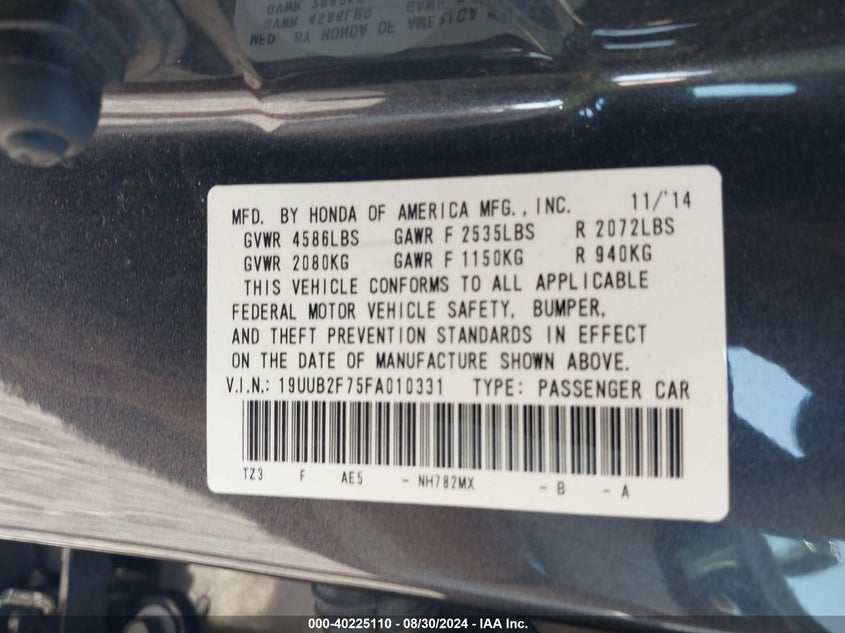 MFD. BY HONDA OF AMERICA MFG., INC. 11/'14
GVWR 4586LBS GAWR F 2535LBS R 2072LBS
GVWR 2080KG GAWR F 1150KG R 940KG
THIS VEHICLE CONFORMS TO ALL APPLICABLE
FEDERAL MOTOR VEHICLE SAFETY, BUMPER,
AND THEFT PREVENTION STANDARDS IN EFFECT
ON THE DATE OF MANUFACTURE SHOWN ABOVE.
V.I.N.: 19UUB2F75FA010331 TYPE: PASSENGER CAR
TZ3 F AE5 - NH782MX - B - A
000-40225110 - 08/30/2024 - IAA Inc.